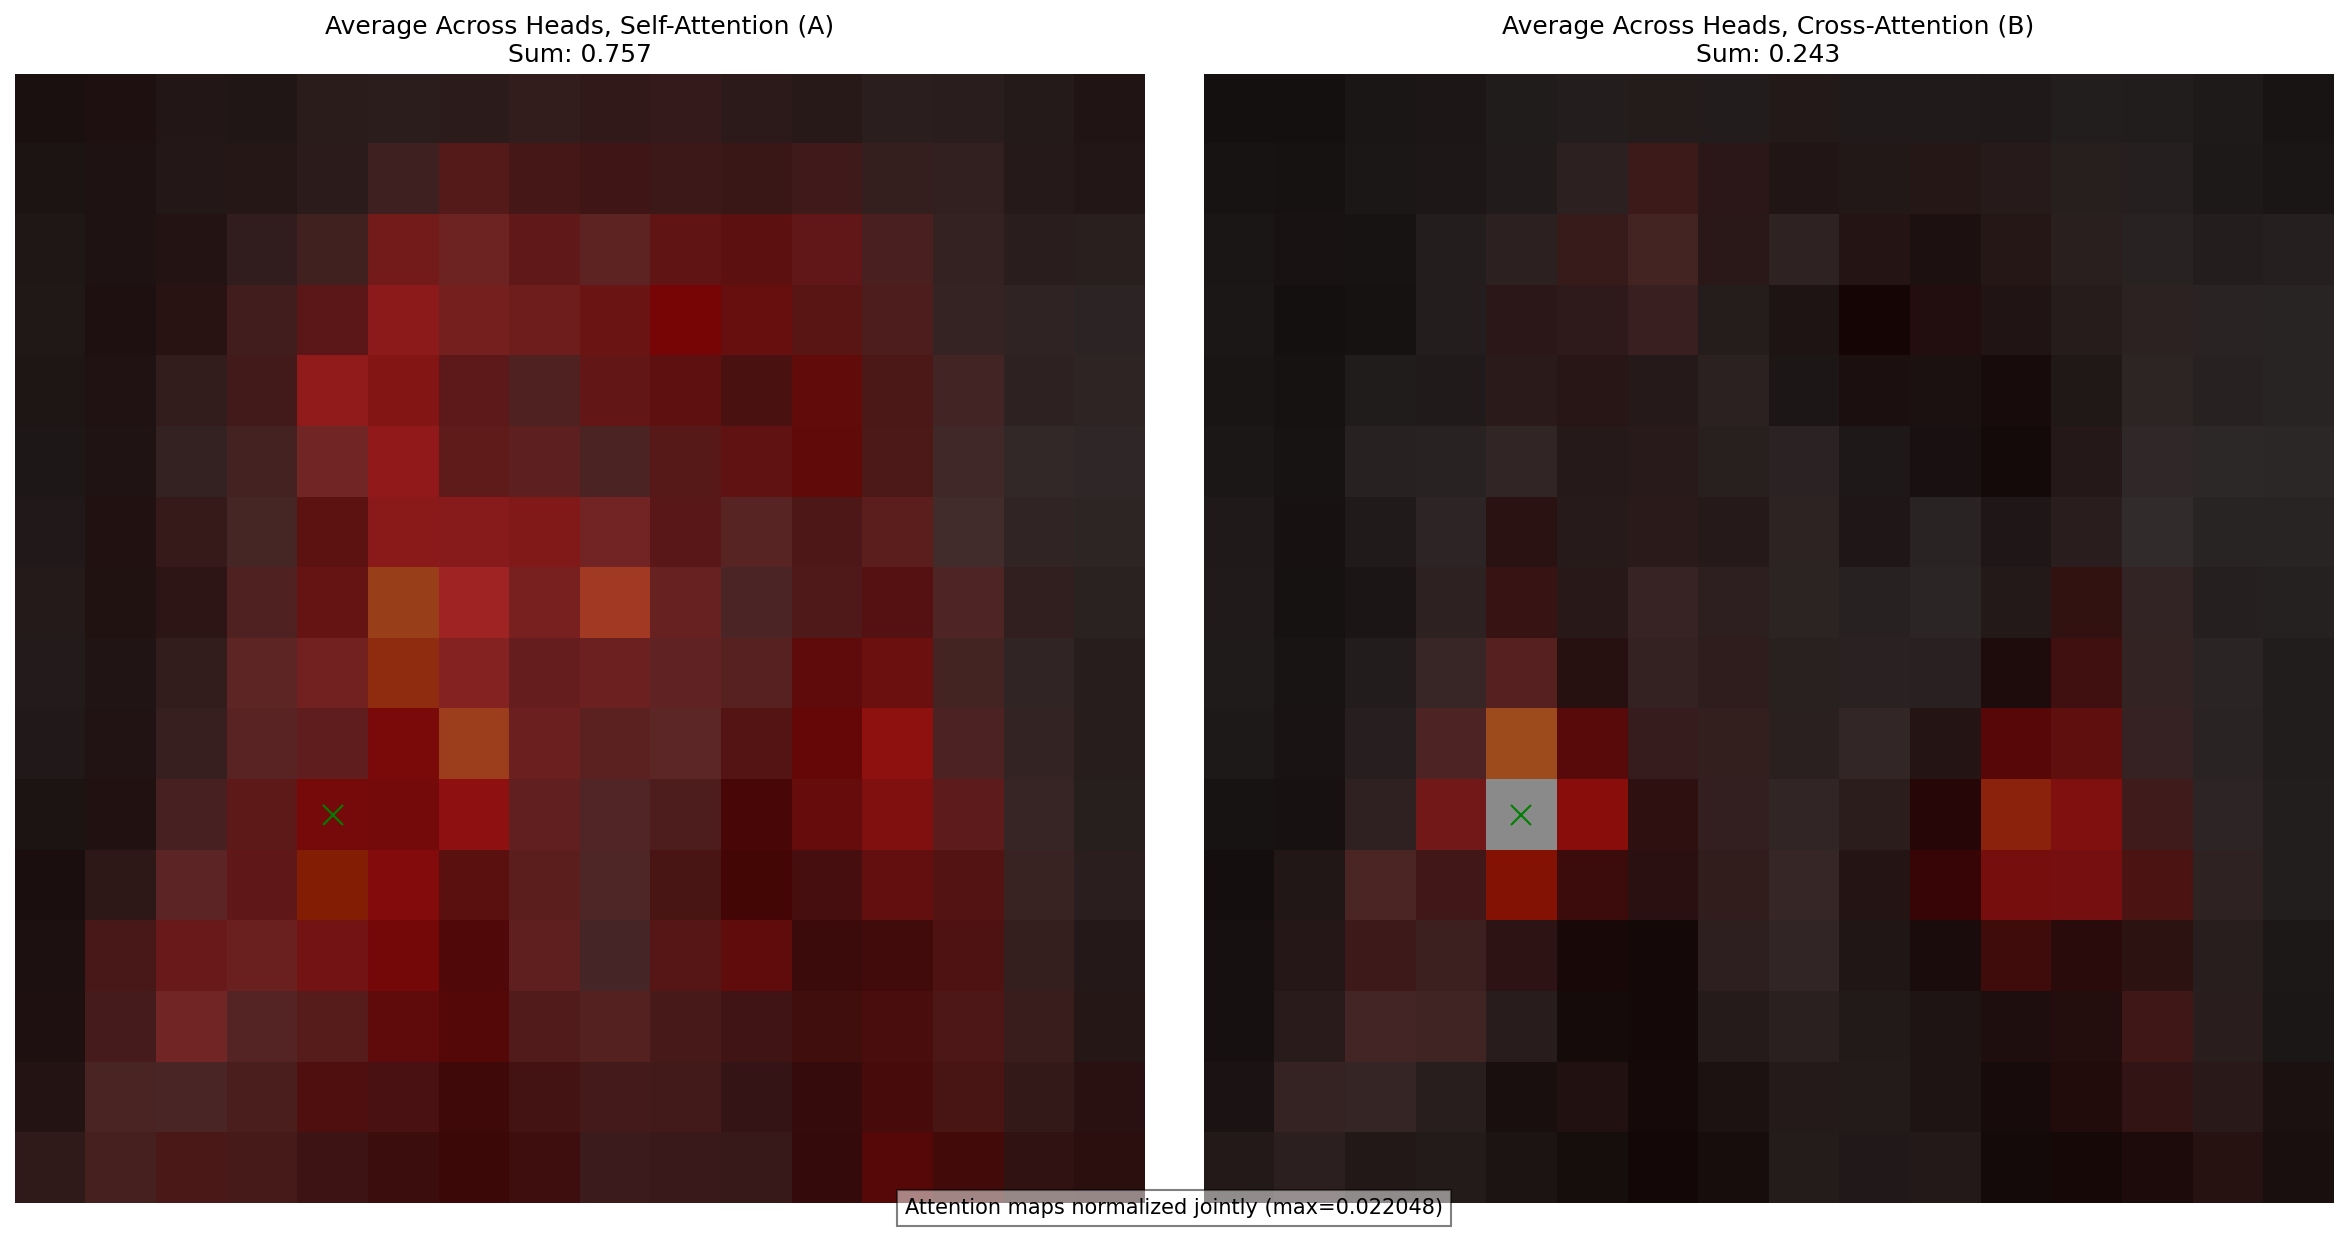 Average Across Heads, Self-Attention (A)
Sum: 0.757
Average Across Heads, Cross-Attention (B)
Sum: 0.243
Attention maps normalized jointly (max=0.022048)